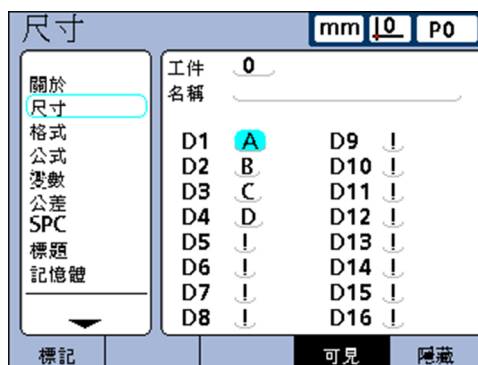 尺寸
mm 0 P0
關於
尺寸
格式
公式
變數
公差
SPC
標題
記憶體
工件 0
名稱
D1 A D9 !
D2 B D10 !
D3 C D11 !
D4 D D12 !
D5 ! D13 !
D6 ! D14 !
D7 ! D15 !
D8 ! D16 !
標記 可見 隱藏